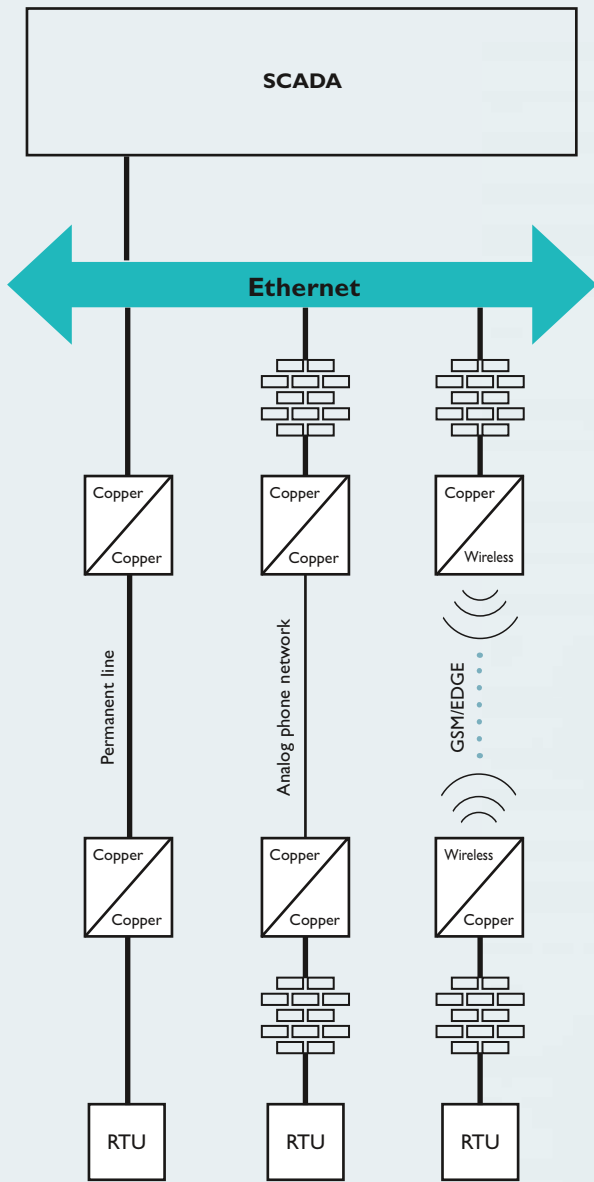 SCADA
Ethernet
Copper
Copper
Copper
Copper
Copper
Wireless
Permanent line
Analog phone network
GSM/EDGE
Copper
Copper
Copper
Copper
Wireless
Copper
RTU
RTU
RTU